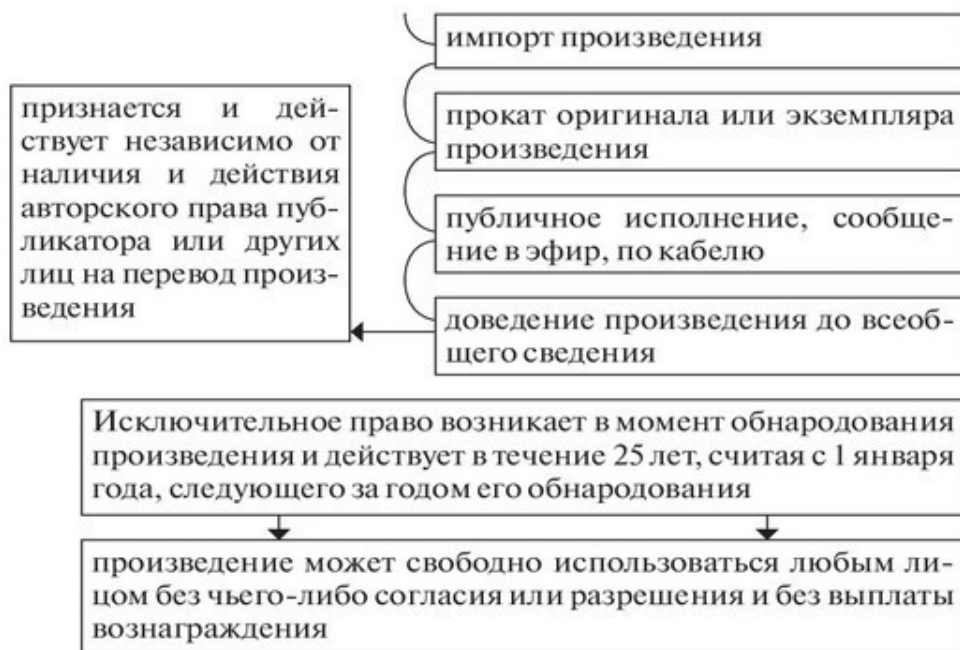 импорт произведения
признается и дей-
ствует независимо от
наличия и действия
авторского права пуб-
ликатора или других
лиц на перевод произ-
ведения
прокат оригинала или экземпляра
произведения
публичное исполнение, сообще-
ние в эфир, по кабелю
доведение произведения до всеоб-
щего сведения
Исключительное право возникает в момент обнародования
произведения и действует в течение 25 лет, считая с 1 января
года, следующего за годом его обнародования
произведение может свободно использоваться любым ли-
цом без чьего-либо согласия или разрешения и без выплаты
вознаграждения